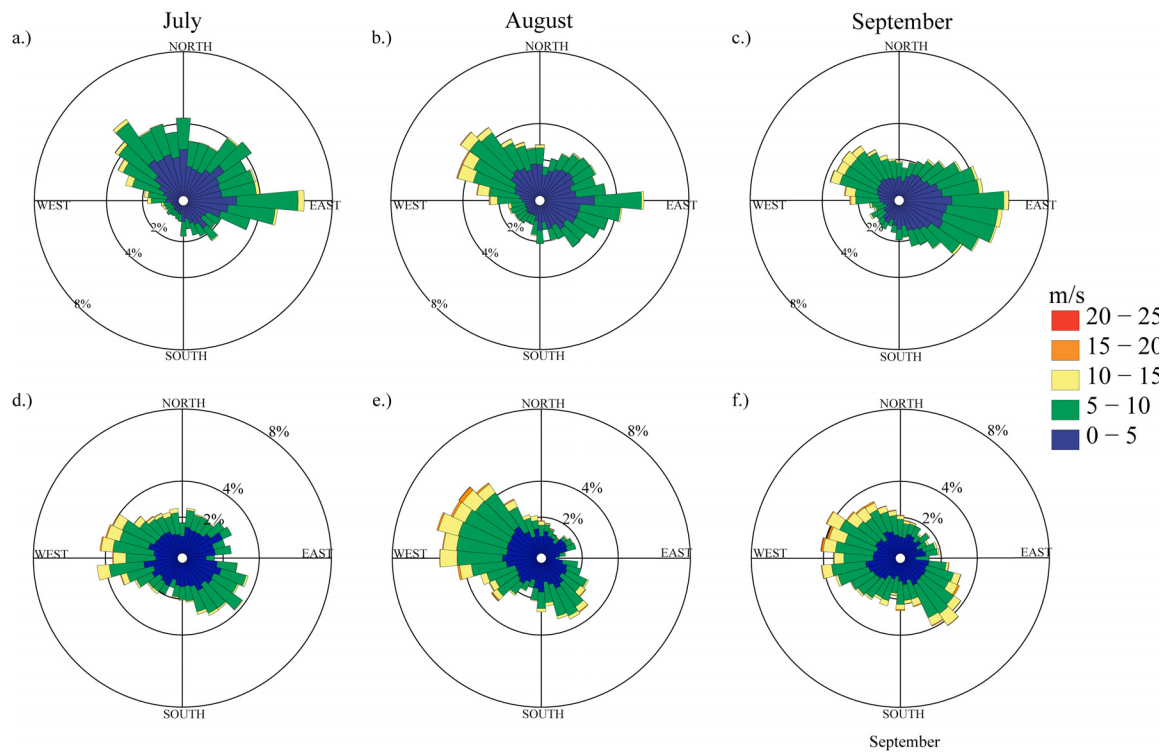 July
August
September
a.)
b.)
c.)
NORTH
NORTH
NORTH
WEST
EAST
WEST
EAST
WEST
EAST
2%
2%
2%
4%
4%
4%
8%
8%
8%
SOUTH
SOUTH
SOUTH
m/s
20 – 25
15 – 20
10 – 15
5 – 10
0 – 5
d.)
e.)
f.)
NORTH
NORTH
NORTH
8%
8%
8%
4%
4%
4%
2%
2%
2%
WEST
EAST
WEST
EAST
WEST
EAST
SOUTH
SOUTH
SOUTH
September